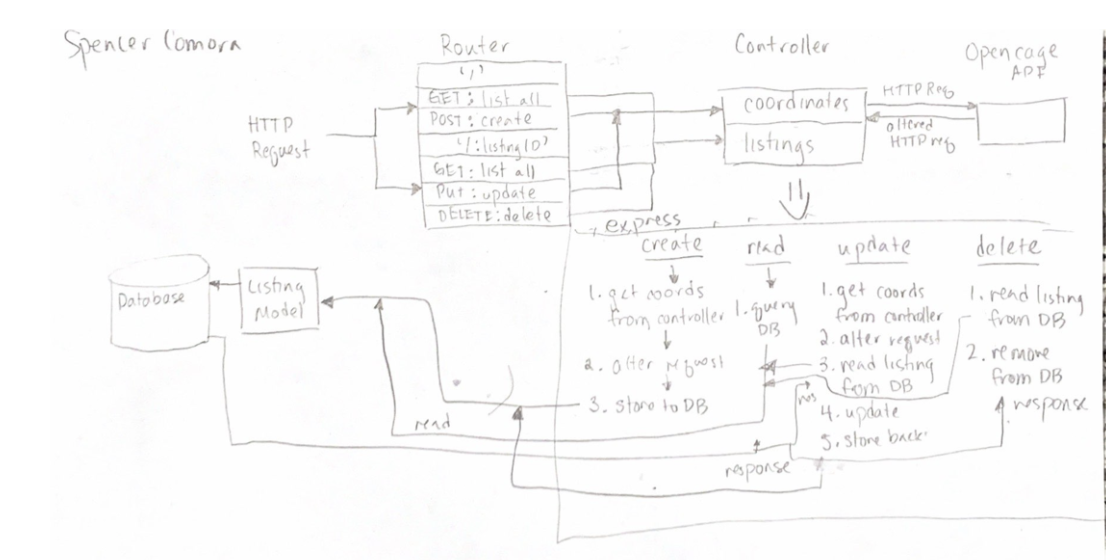 Spencer Comora
Router
Controller
Opencage
API
'/'
GET: list all
POST: create
'/:listingID'
GET: list all
Put: update
DELETE: delete
HTTP
Request
coordinates
listings
HTTP Req
altered
HTTP req
express
create
read
update
delete
1. get coords
from controller
2. alter request
3. store to DB
1. query
DB
1. get coords
from controller
2. alter request
3. read listing
from DB
4. update
5. store back
1. read listing
from DB
2. remove
from DB
response
res
Database
Listing
Model
read
response